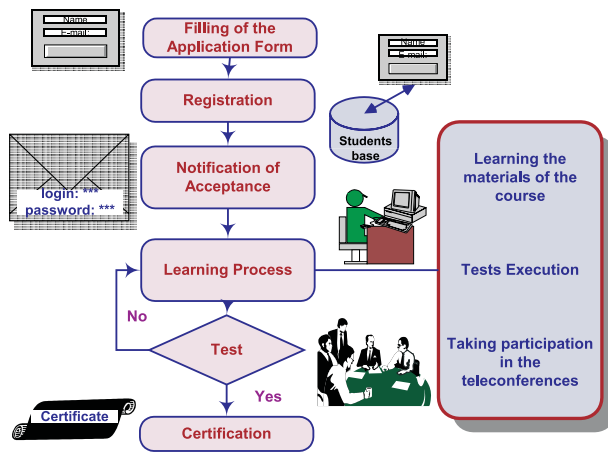 Name
E-mail:
Filling of the
Application Form
Name
E-mail:
Registration
Students
base
Notification of
Acceptance
login: ***
password: ***
Learning the
materials of the
course
Learning Process
Tests Execution
No
Test
Taking participation
in the
teleconferences
Yes
Certificate
Certification